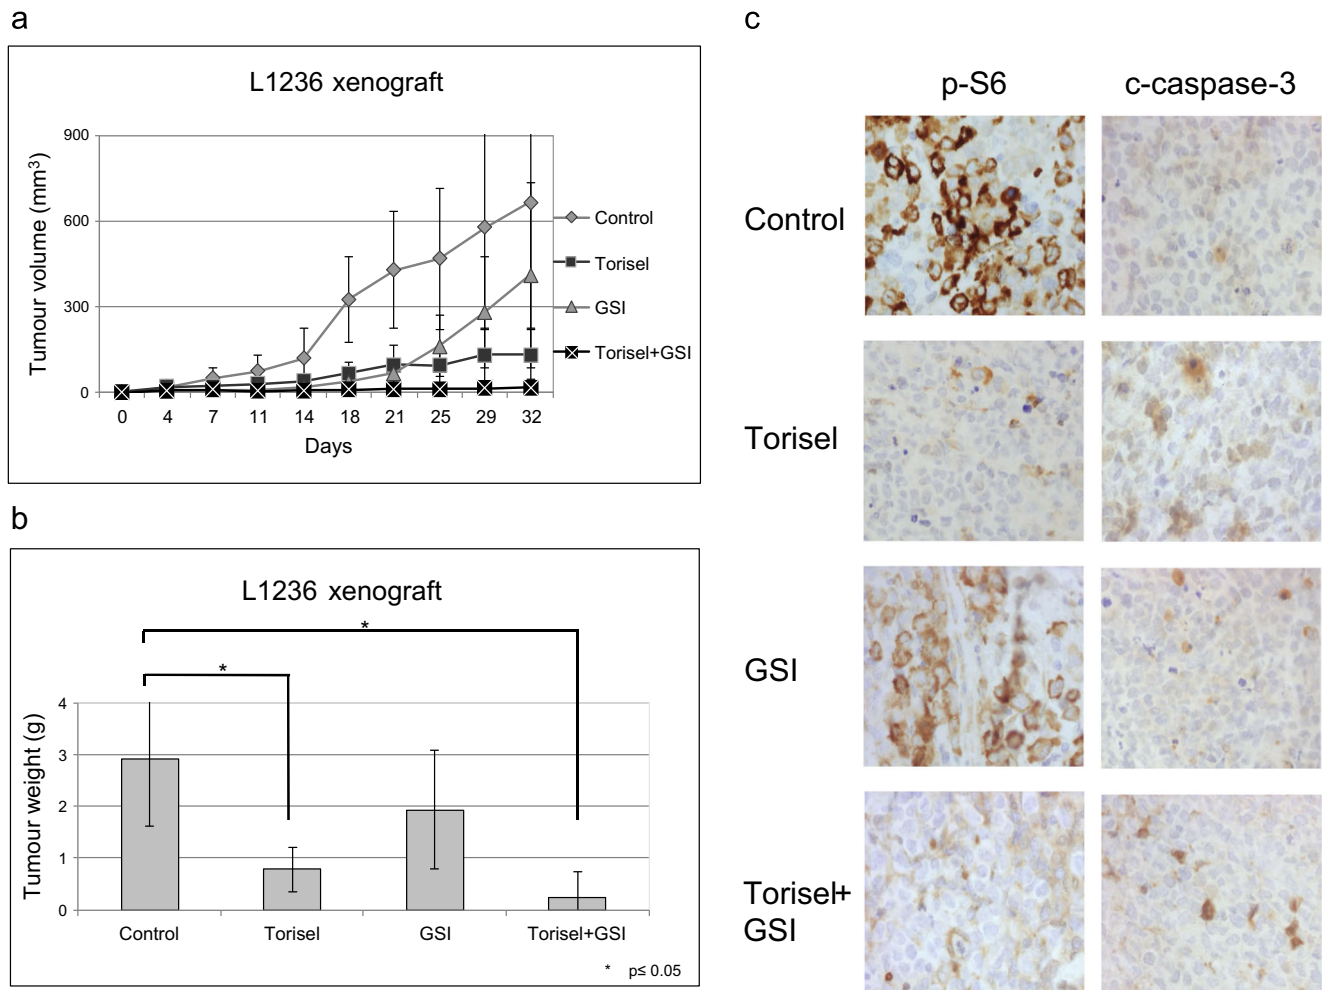 a
L1236 xenograft
Tumour volume (mm³)
900
600
300
0
0 4 7 11 14 18 21 25 29 32
Days
Control
Torisel
GSI
Torisel+GSI
b
L1236 xenograft
*
*
Tumour weight (g)
4
3
2
1
0
Control Torisel GSI Torisel+GSI
* p≤ 0.05
c
p-S6 c-caspase-3
Control
Torisel
GSI
Torisel+
GSI